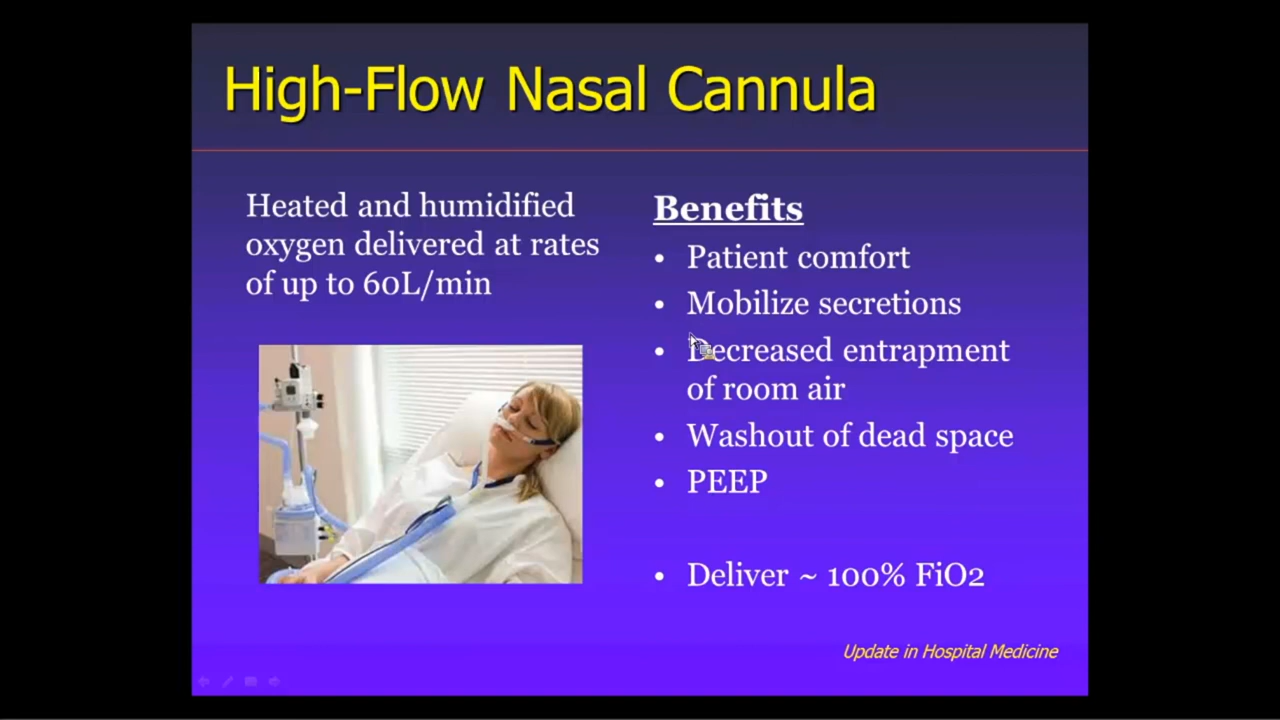 High-Flow Nasal Cannula
Heated and humidified
oxygen delivered at rates
of up to 60L/min
Benefits
• Patient comfort
• Mobilize secretions
• Decreased entrapment
of room air
• Washout of dead space
• PEEP
• Deliver ~ 100% FiO2
Update in Hospital Medicine